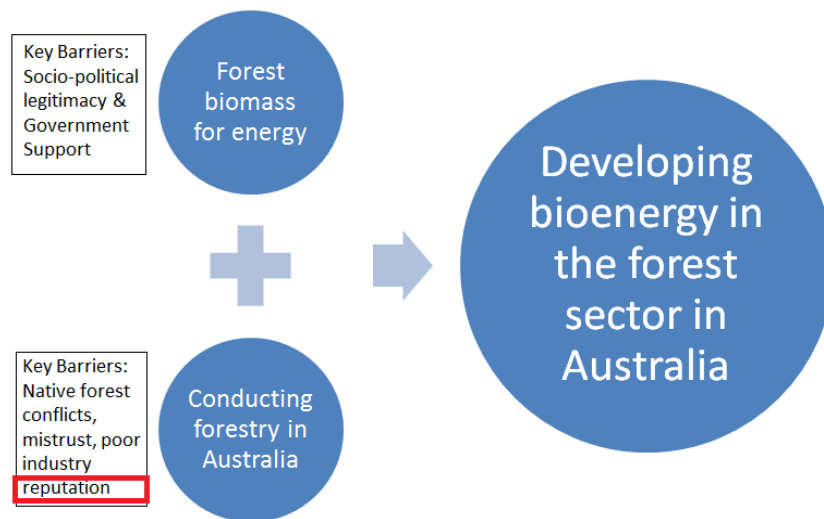 Key Barriers:
Socio-political
legitimacy &
Government
Support
Forest
biomass
for energy
Key Barriers:
Native forest
conflicts,
mistrust, poor
industry
reputation
Conducting
forestry in
Australia
Developing
bioenergy in
the forest
sector in
Australia